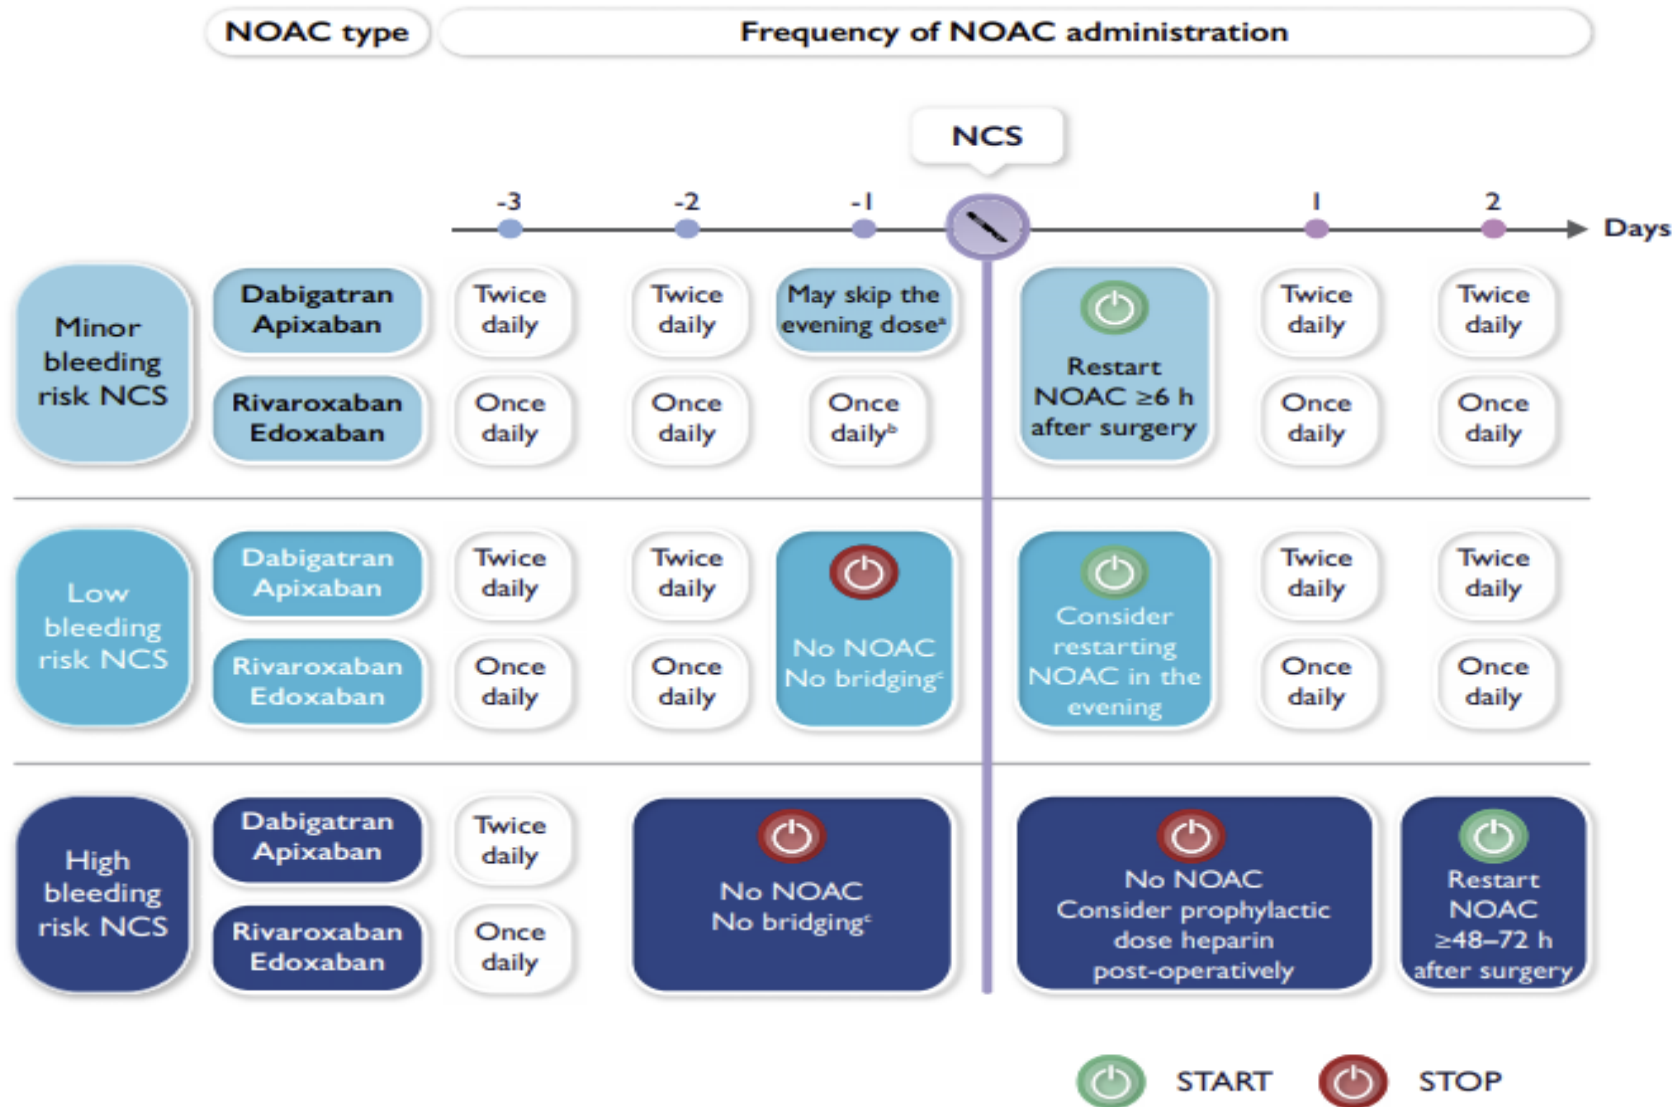 NOAC type
Frequency of NOAC administration
NCS
-3
-2
-1
1
2
Days
Minor
bleeding
risk NCS
Dabigatran
Apixaban
Twice
daily
Twice
daily
May skip the
evening doseᵃ
Restart
NOAC ≥6 h
after surgery
Twice
daily
Twice
daily
Rivaroxaban
Edoxaban
Once
daily
Once
daily
Once
dailyᵇ
Once
daily
Once
daily
Low
bleeding
risk NCS
Dabigatran
Apixaban
Twice
daily
Twice
daily
No NOAC
No bridgingᶜ
Consider
restarting
NOAC in the
evening
Twice
daily
Twice
daily
Rivaroxaban
Edoxaban
Once
daily
Once
daily
Once
daily
Once
daily
High
bleeding
risk NCS
Dabigatran
Apixaban
Twice
daily
No NOAC
No bridgingᶜ
No NOAC
Consider prophylactic
dose heparin
post-operatively
Restart
NOAC
≥48–72 h
after surgery
Rivaroxaban
Edoxaban
Once
daily
START
STOP